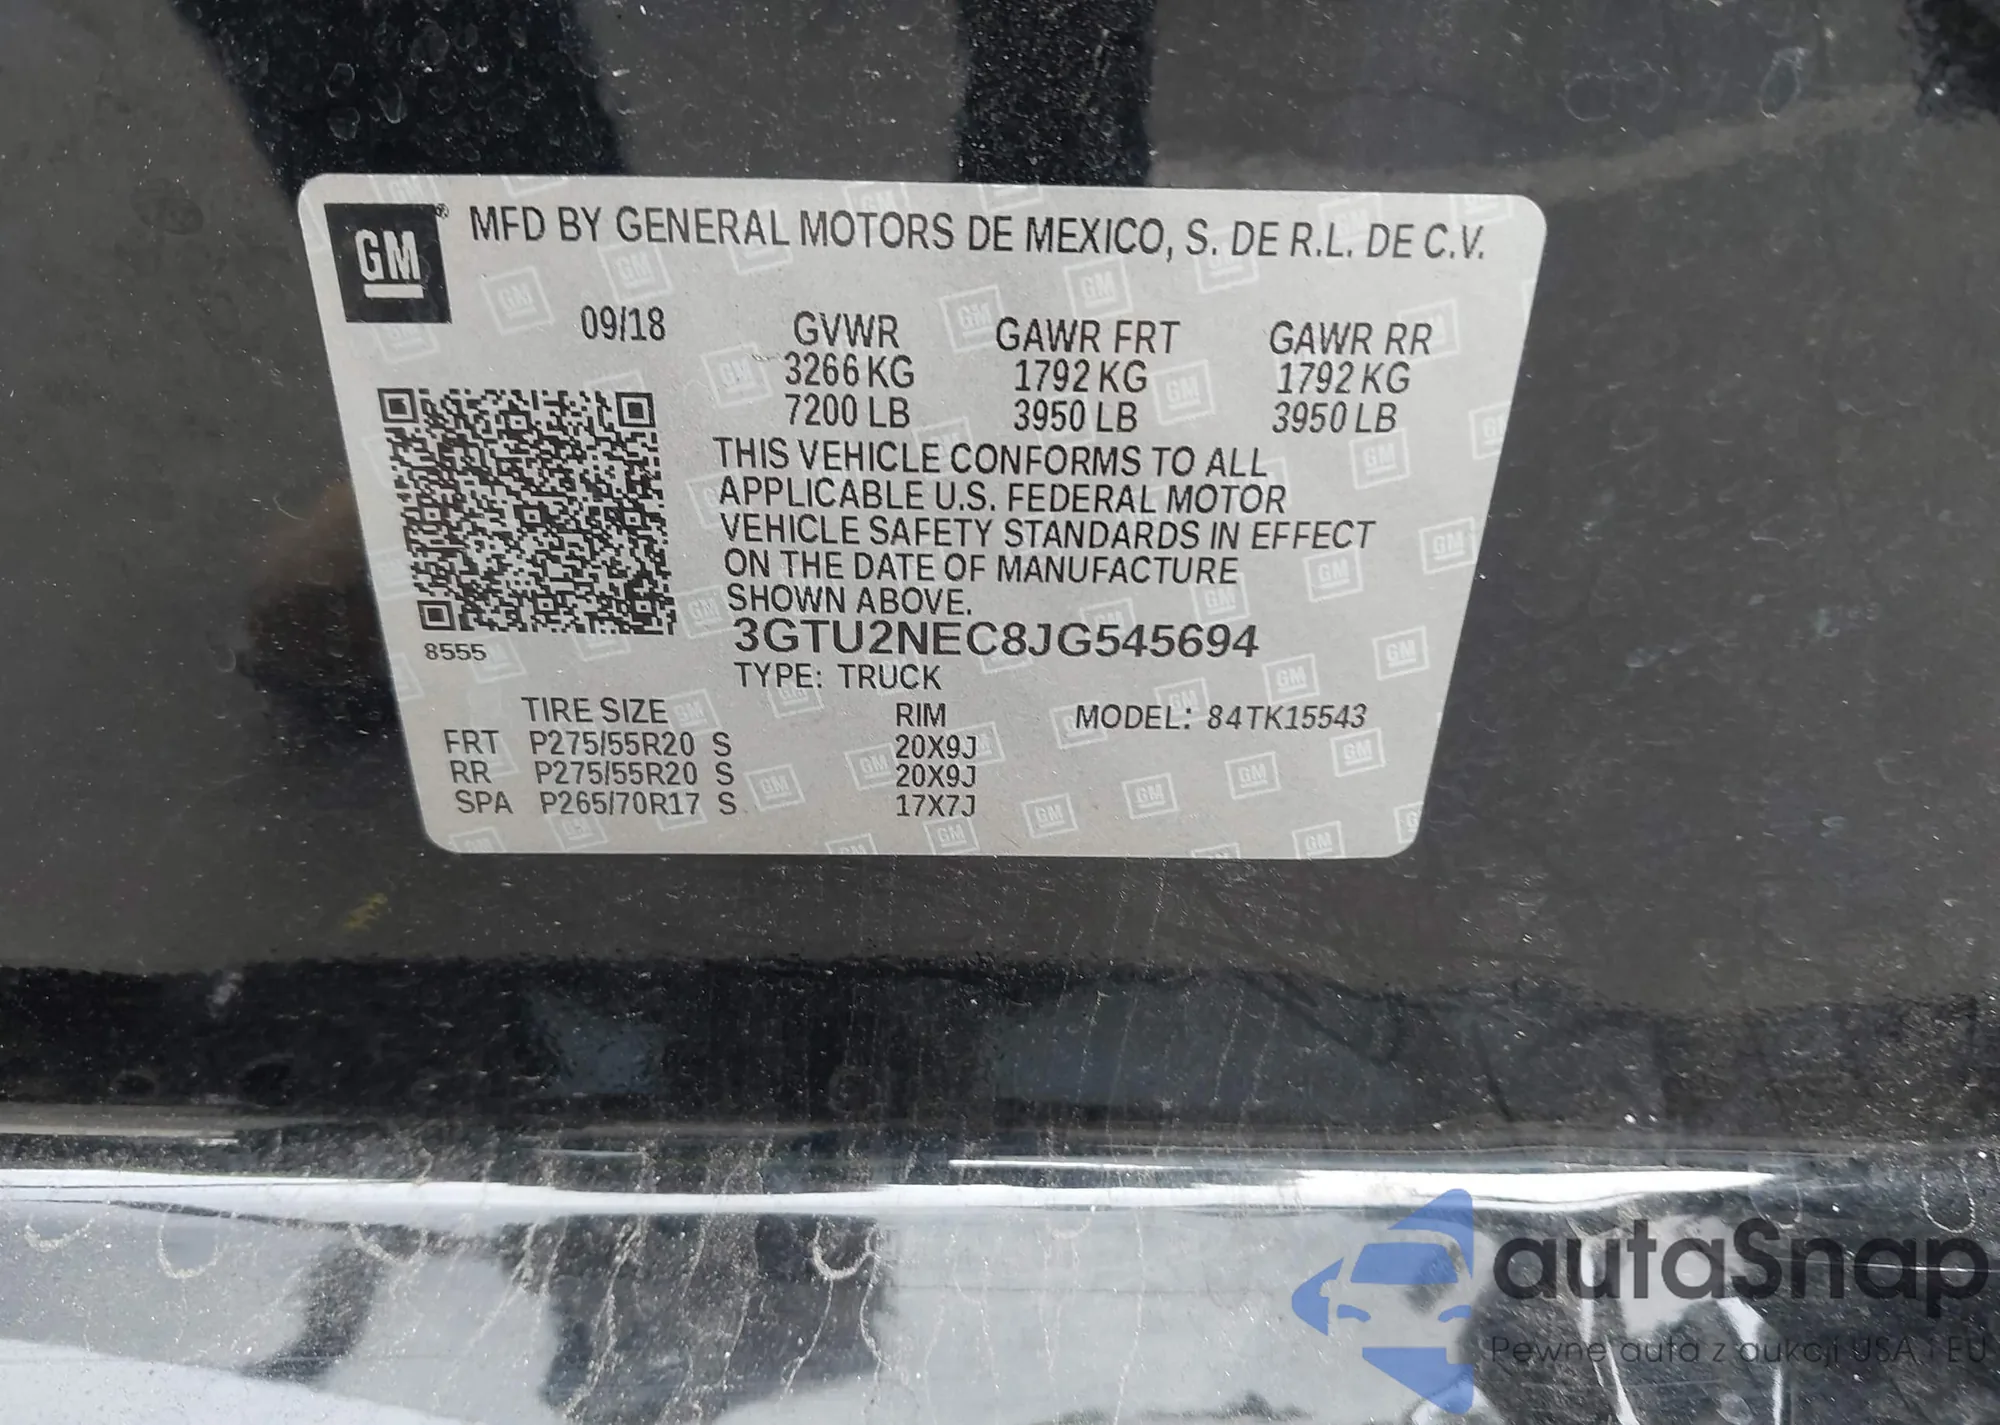 GM® MFD BY GENERAL MOTORS DE MEXICO, S. DE R.L. DE C.V.
09/18 GVWR GAWR FRT GAWR RR
3266 KG 1792 KG 1792 KG
7200 LB 3950 LB 3950 LB
THIS VEHICLE CONFORMS TO ALL
APPLICABLE U.S. FEDERAL MOTOR
VEHICLE SAFETY STANDARDS IN EFFECT
ON THE DATE OF MANUFACTURE
SHOWN ABOVE.
3GTU2NEC8JG545694
8555
TYPE: TRUCK
TIRE SIZE RIM MODEL: 84TK15543
FRT P275/55R20 S 20X9J
RR P275/55R20 S 20X9J
SPA P265/70R17 S 17X7J
autaSnap
Pewne auta z aukcji USA i EU